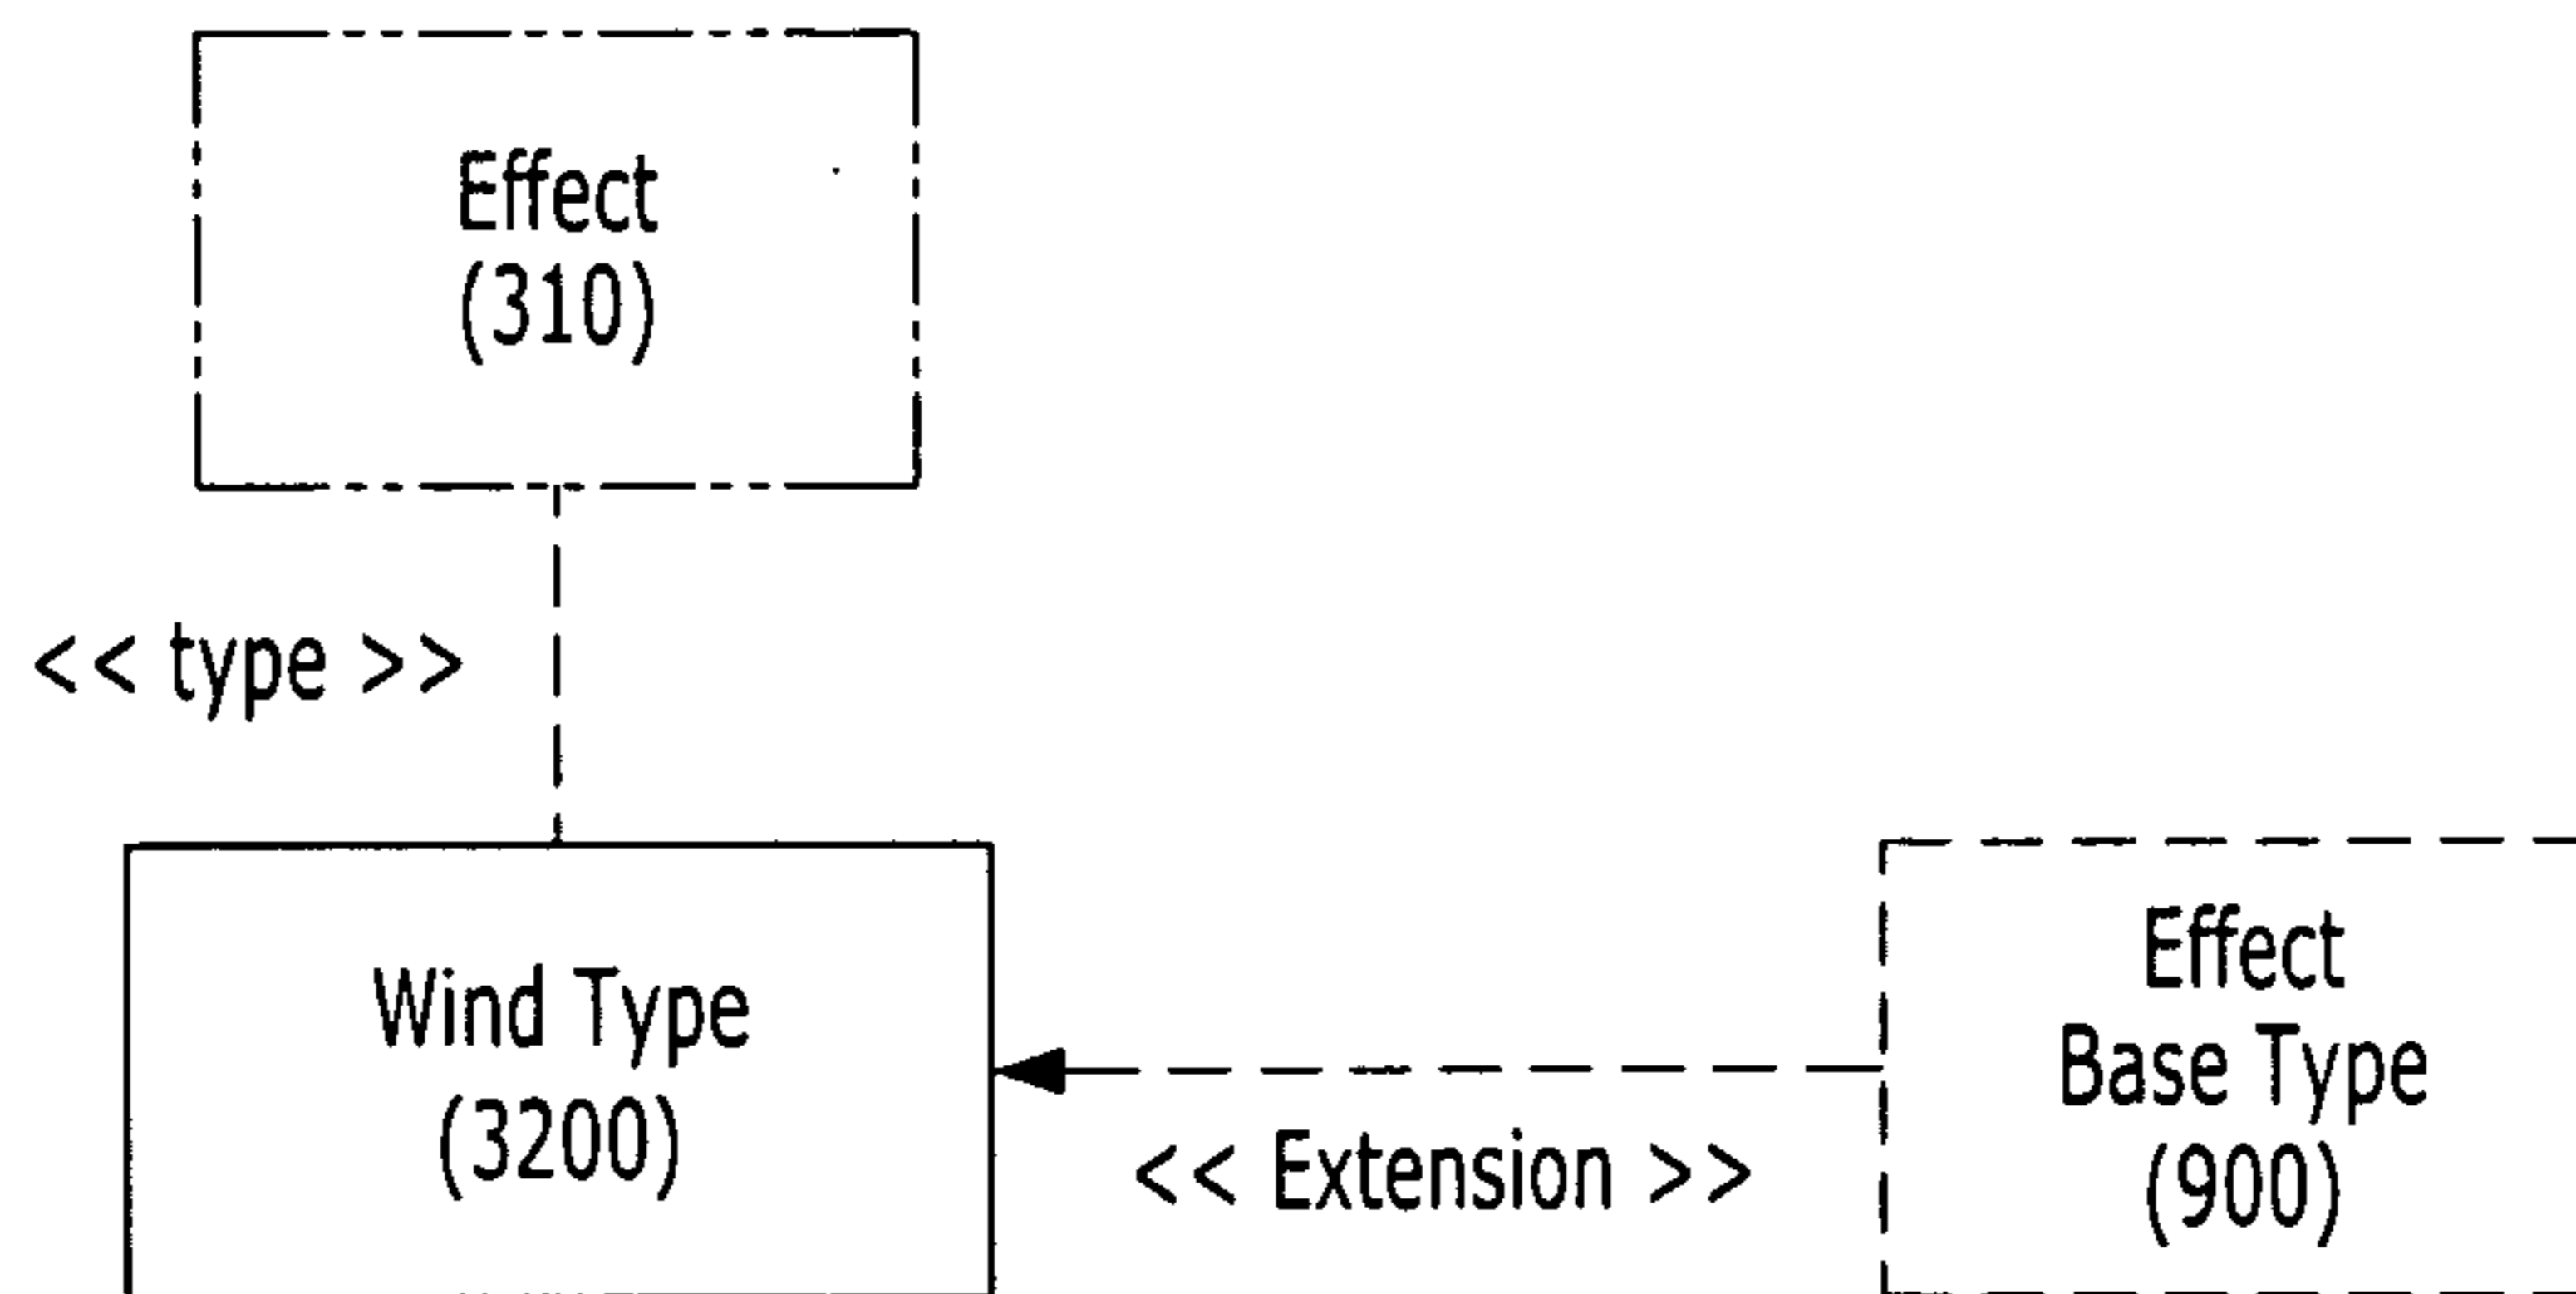 Effect
(310)
<< type >>
Wind Type
(3200)
<< Extension >>
Effect
Base Type
(900)